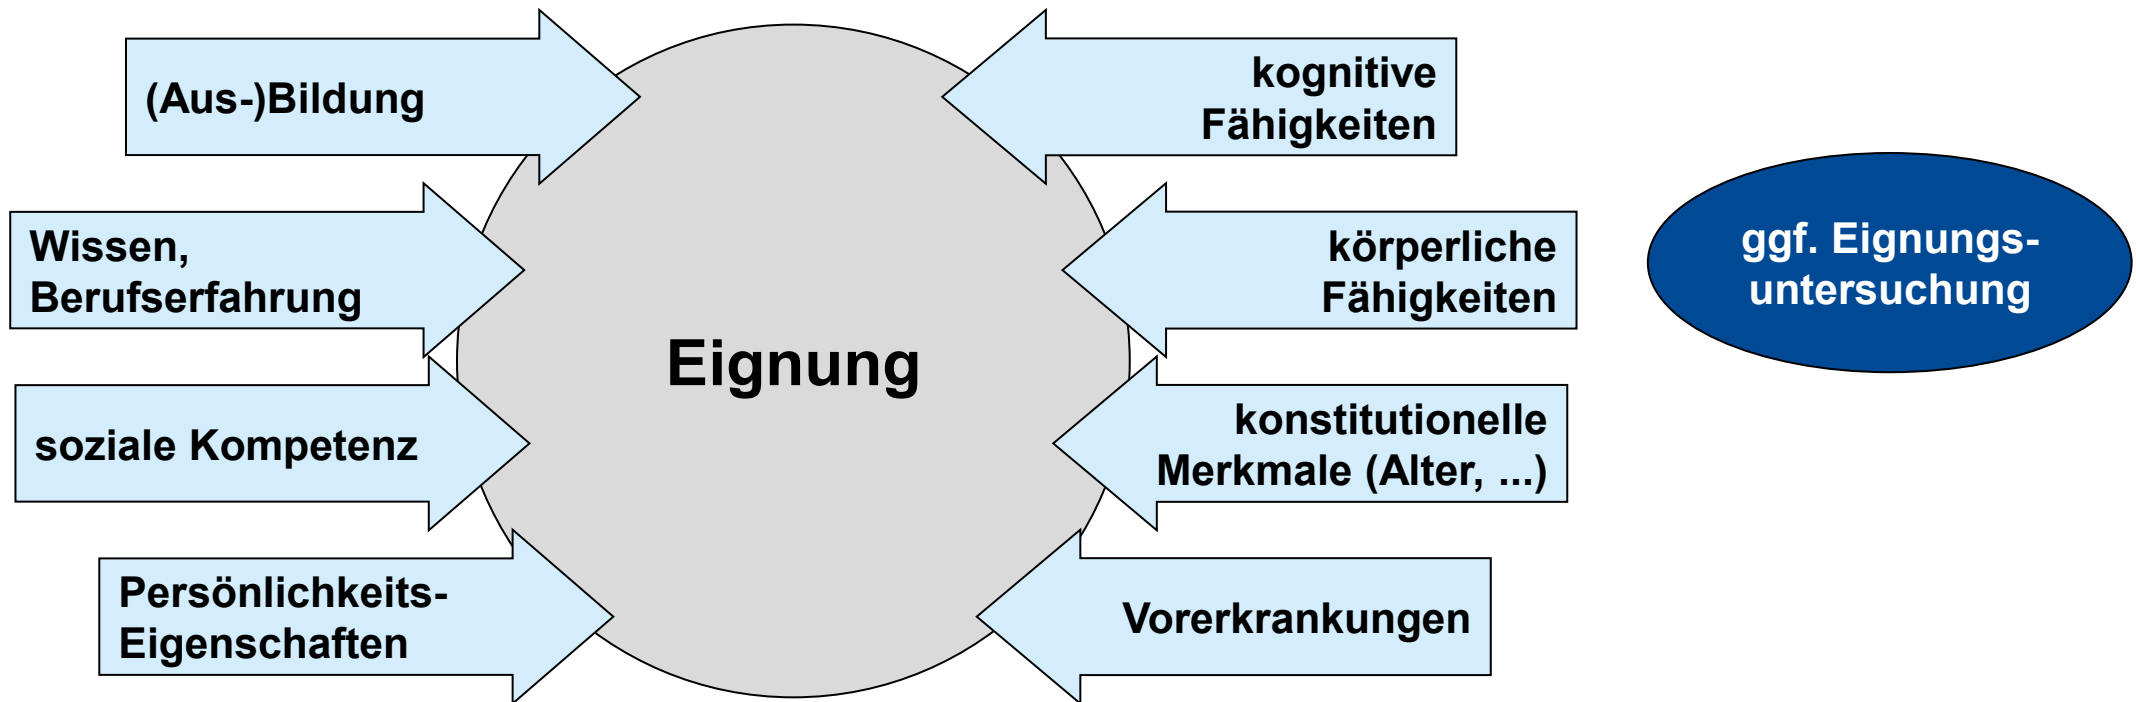 (Aus-)Bildung
Wissen,
Berufserfahrung
soziale Kompetenz
Persönlichkeits-
Eigenschaften
Eignung
kognitive
Fähigkeiten
körperliche
Fähigkeiten
konstitutionelle
Merkmale (Alter, ...)
Vorerkrankungen
ggf. Eignungs-
untersuchung